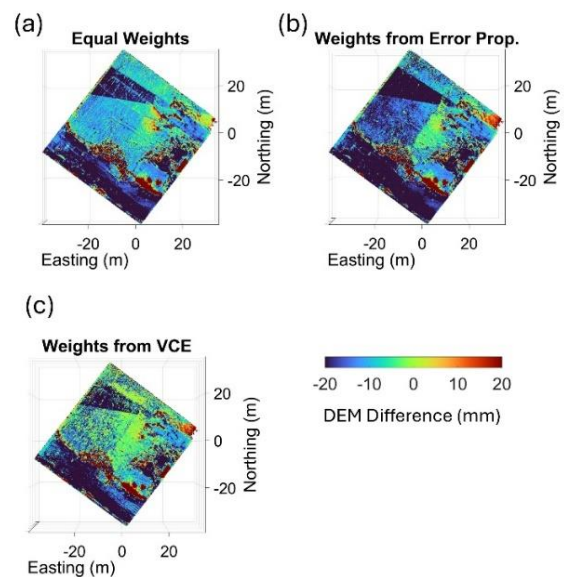 (a)
Equal Weights
20
0
-20
Northing (m)
-20
0
20
Easting (m)
(b)
Weights from Error Prop.
20
0
-20
Northing (m)
-20
0
20
Easting (m)
(c)
Weights from VCE
20
0
-20
Northing (m)
-20
0
20
Easting (m)
-20 -10 0 10 20
DEM Difference (mm)